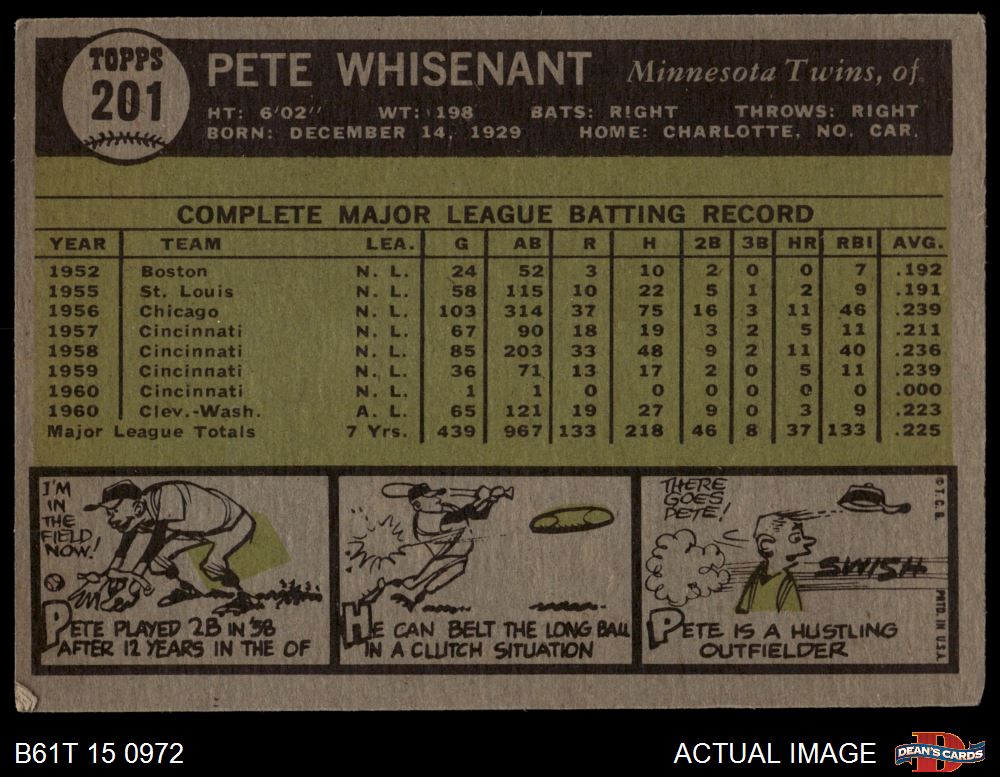 TOPPS
201
PETE WHISENANT Minnesota Twins, of.
HT: 6'02'' WT: 198 BATS: RIGHT THROWS: RIGHT
BORN: DECEMBER 14, 1929 HOME: CHARLOTTE, NO. CAR.
COMPLETE MAJOR LEAGUE BATTING RECORD
YEAR TEAM LEA. G AB R H 2B 3B HR RBI AVG.
1952 Boston N. L. 24 52 3 10 2 0 0 7 .192
1955 St. Louis N. L. 58 115 10 22 5 1 2 9 .191
1956 Chicago N. L. 103 314 37 75 16 3 11 46 .239
1957 Cincinnati N. L. 67 90 18 19 3 2 5 11 .211
1958 Cincinnati N. L. 85 203 33 48 9 2 11 40 .236
1959 Cincinnati N. L. 36 71 13 17 2 0 5 11 .239
1960 Cincinnati N. L. 1 1 0 0 0 0 0 0 .000
1960 Clev.-Wash. A. L. 65 121 19 27 9 0 3 9 .223
Major League Totals 7 Yrs. 439 967 133 218 46 8 37 133 .225
I'M
IN
THE
FIELD
NOW!
PETE PLAYED 2B IN '58
AFTER 12 YEARS IN THE OF
HE CAN BELT THE LONG BALL
IN A CLUTCH SITUATION
THERE
GOES
PETE!
SWISH
PETE IS A HUSTLING
OUTFIELDER
© T. C. G. PRTD. IN U.S.A.
B61T 15 0972
ACTUAL IMAGE
D
DEAN'S CARDS